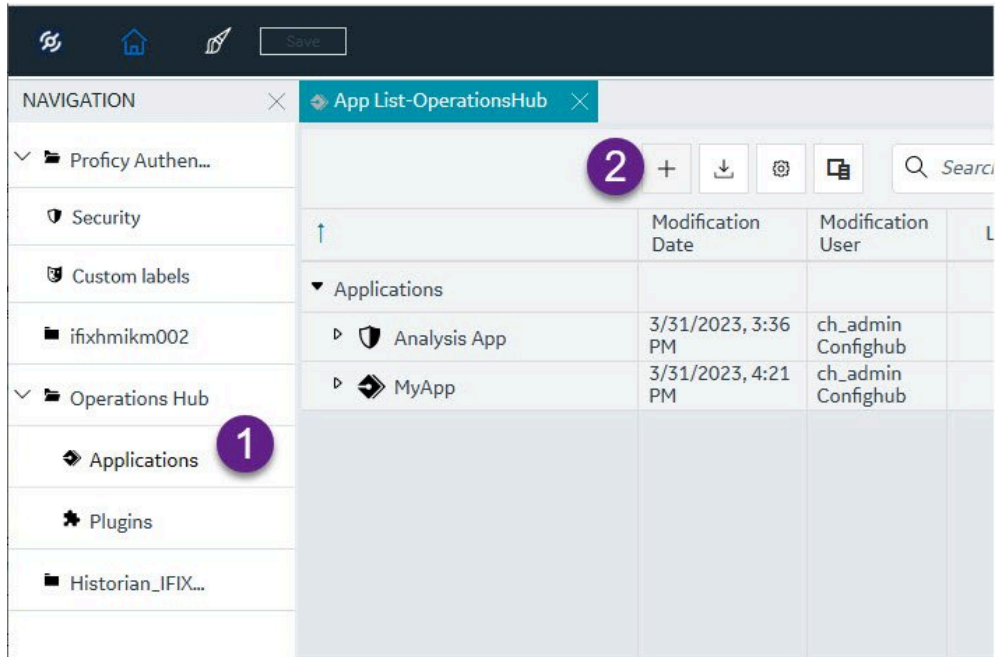 Save
NAVIGATION
App List-OperationsHub
Proficy Authen...
2
Searc
Security
Modification
Date
Modification
User
L
Custom labels
Applications
ifixhmikm002
Analysis App
3/31/2023, 3:36
PM
ch_admin
Confighub
MyApp
3/31/2023, 4:21
PM
ch_admin
Confighub
Operations Hub
1
Applications
Plugins
Historian_IFIX...